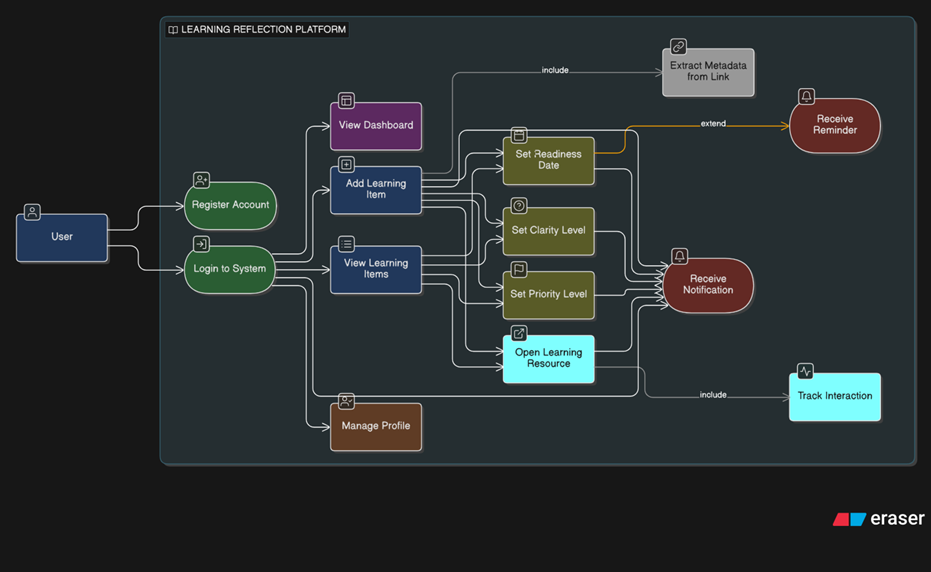 LEARNING REFLECTION PLATFORM
Extract Metadata
from Link
include
View Dashboard
Receive
Reminder
extend
Set Readiness
Date
Add Learning
Item
Register Account
User
Set Clarity Level
Login to System
View Learning
Items
Receive
Notification
Set Priority Level
Open Learning
Resource
include
Track Interaction
Manage Profile
eraser